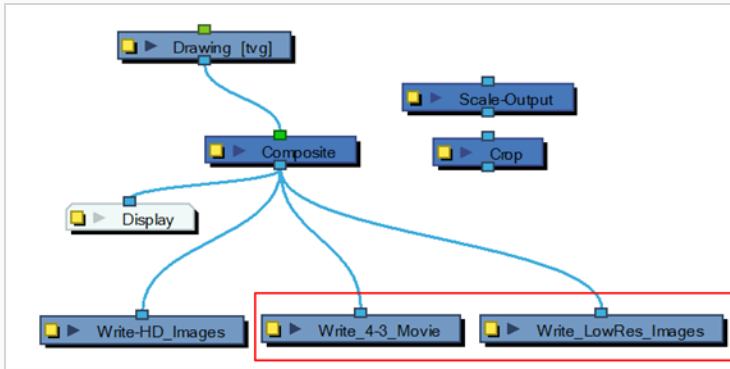 Drawing [tvg]
Scale-Output
Composite
Crop
Display
Write-HD_Images
Write_4-3_Movie
Write_LowRes_Images